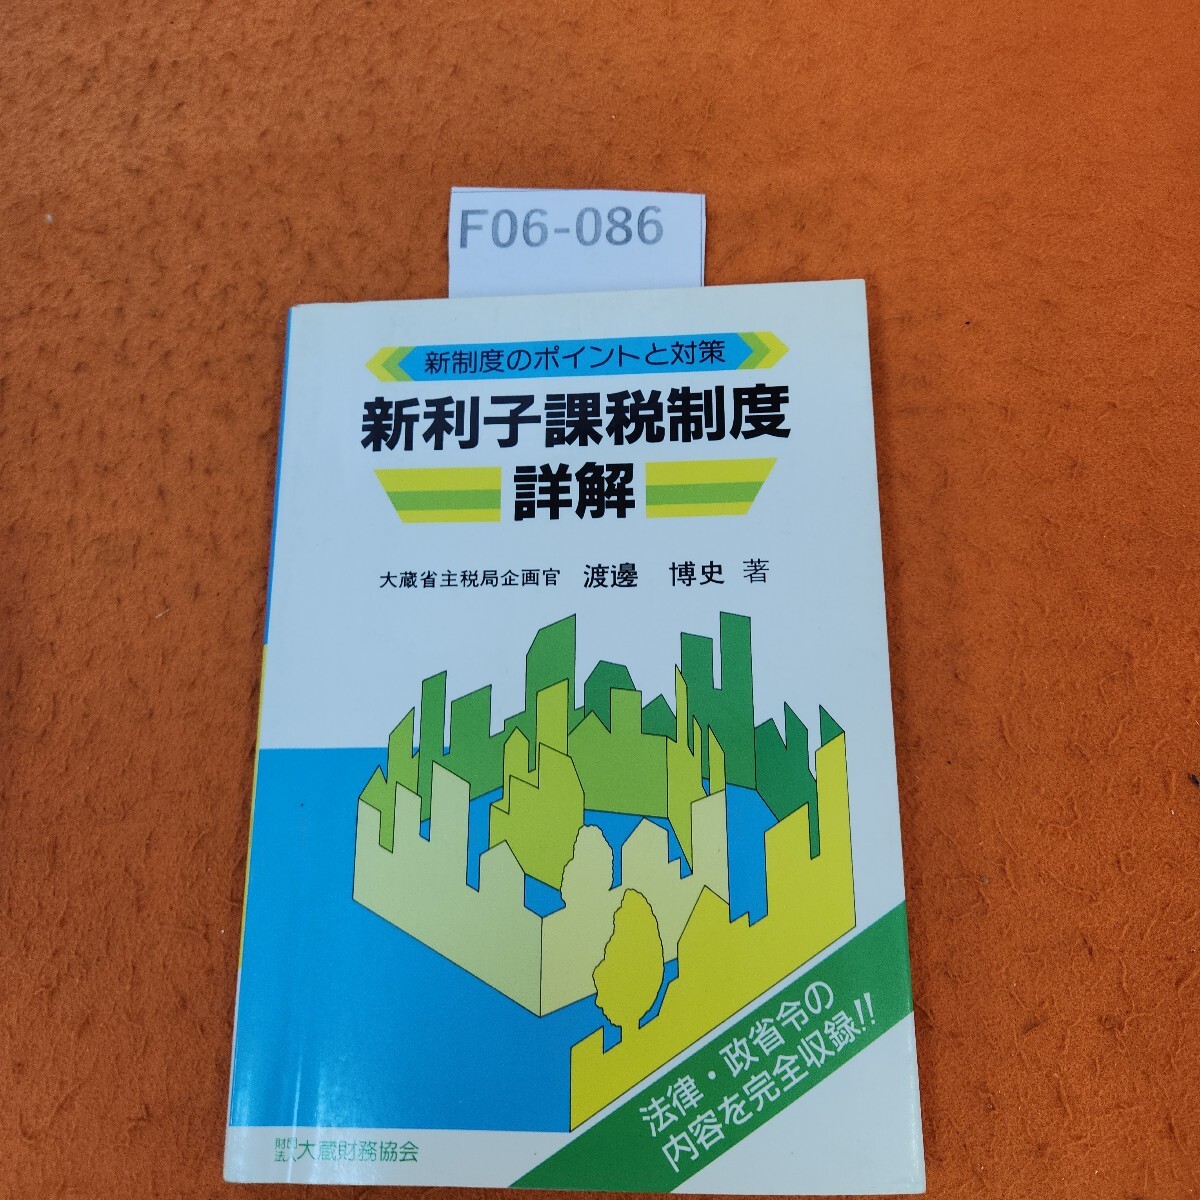 F06-086
新制度のポイントと対策
新利子課税制度
詳解
大蔵省主税局企画官 渡邊 博史 著
法律・政省令の
内容を完全収録!!
財団法人 大蔵財務協会